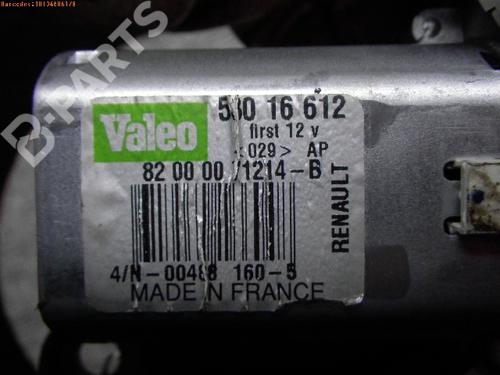 B-PARTS
Valeo
530 16 612
first 12 v
<029> AP
82 00 00 71214-B
RENAULT
4/N-00488 160-5
MADE IN FRANCE